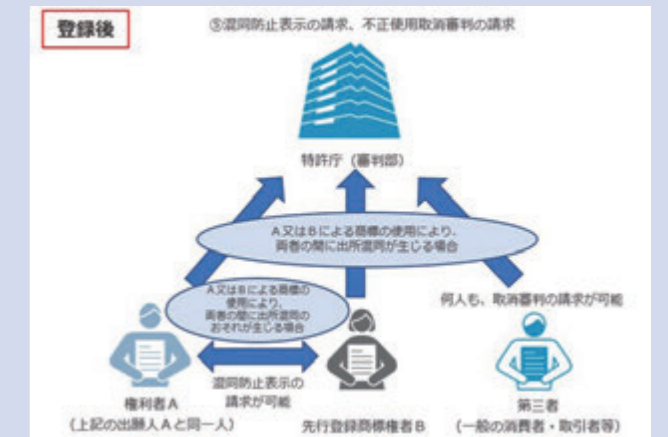 登録後
⑤混同防止表示の請求、不正使用取消審判の請求
特許庁（審判部）
A又はBによる商標の使用により、
両者の間に出所混同が生じる場合
A又はBによる商標の
使用により、
両者の間に出所混同の
おそれが生じる場合
何人も、取消審判の請求が可能
混同防止表示の
請求が可能
権利者A
（上記の出願人Aと同一人）
先行登録商標権者B
第三者
（一般の消費者・取引者等）